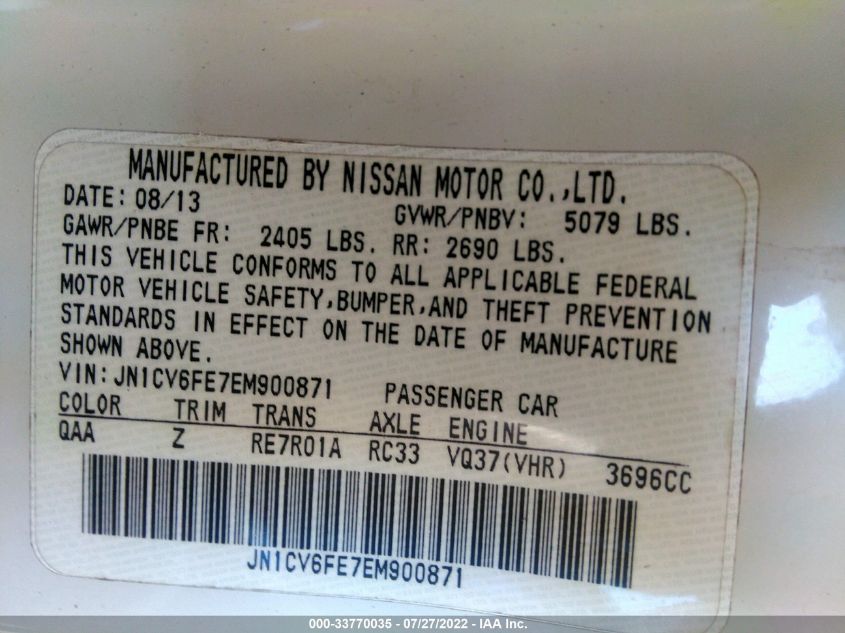 MANUFACTURED BY NISSAN MOTOR CO.,LTD.
DATE: 08/13 GVWR/PNBV: 5079 LBS.
GAWR/PNBE FR: 2405 LBS. RR: 2690 LBS.
THIS VEHICLE CONFORMS TO ALL APPLICABLE FEDERAL
MOTOR VEHICLE SAFETY,BUMPER,AND THEFT PREVENTION
STANDARDS IN EFFECT ON THE DATE OF MANUFACTURE
SHOWN ABOVE.
VIN: JN1CV6FE7EM900871 PASSENGER CAR
COLOR TRIM TRANS AXLE ENGINE
QAA Z RE7R01A RC33 VQ37(VHR) 3696CC
JN1CV6FE7EM900871
000-33770035 - 07/27/2022 - IAA Inc.